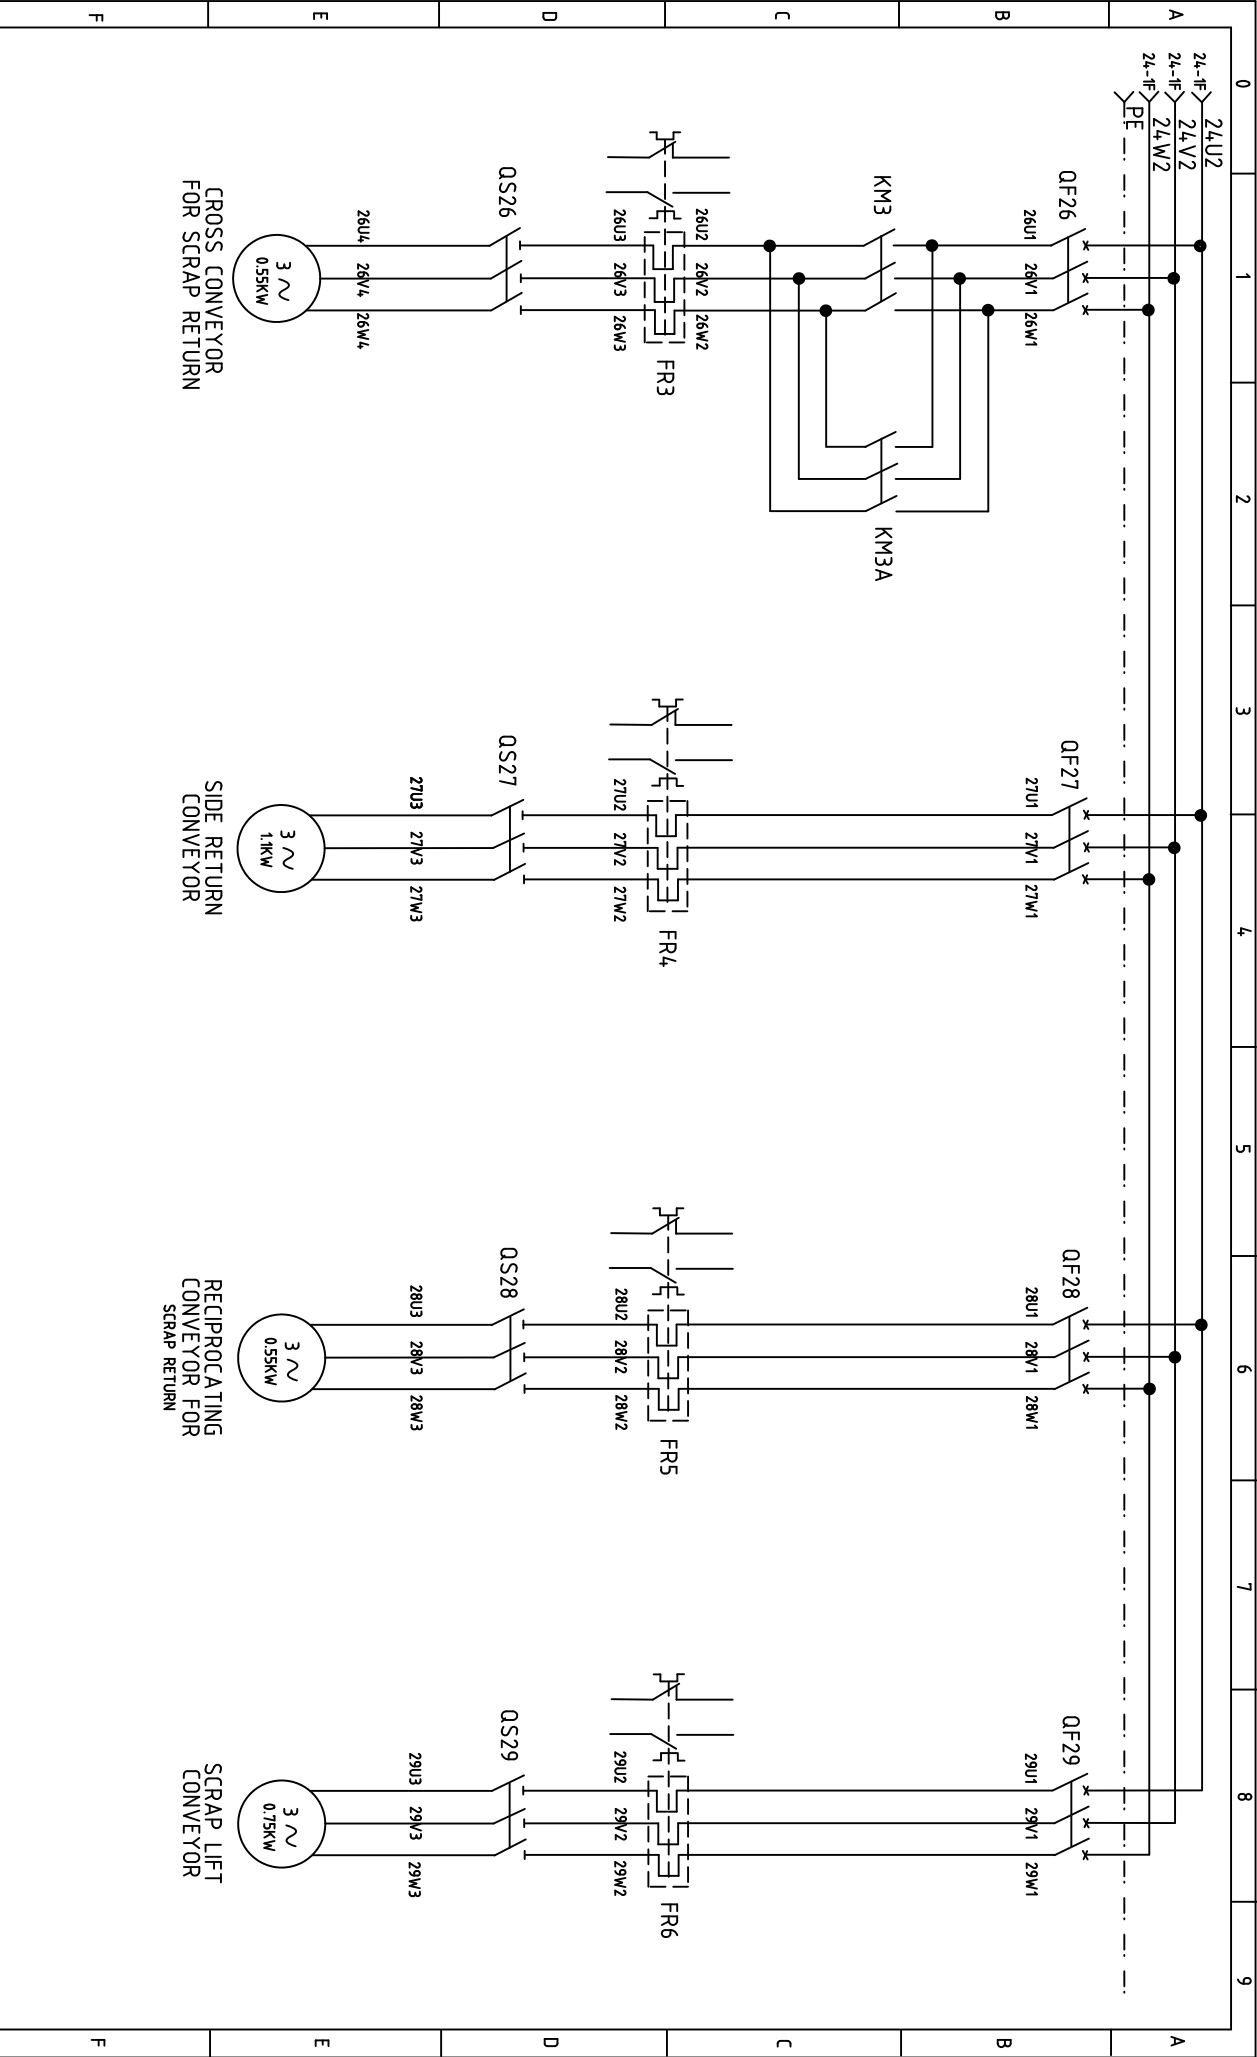 0 1 2 3 4 5 6 7 8 9
A
B
C
D
E
F
A
B
C
D
E
F
24-1F 24U2
24-1F 24V2
24-1F 24W2
PE
QF26
QF27
QF28
QF29
26U1 26V1 26W1
27U1 27V1 27W1
28U1 28V1 28W1
29U1 29V1 29W1
KM3
KM3A
26U2 26V2 26W2
FR3
FR4
FR5
FR6
26U3 26V3 26W3
27U2 27V2 27W2
28U2 28V2 28W2
29U2 29V2 29W2
QS26
QS27
QS28
QS29
26U4 26V4 26W4
27U3 27V3 27W3
28U3 28V3 28W3
29U3 29V3 29W3
3 ~
0.55KW
3 ~
1.1KW
3 ~
0.55KW
3 ~
0.75KW
CROSS CONVEYOR
FOR SCRAP RETURN
SIDE RETURN
CONVEYOR
RECIPROCATING
CONVEYOR FOR
SCRAP RETURN
SCRAP LIFT
CONVEYOR